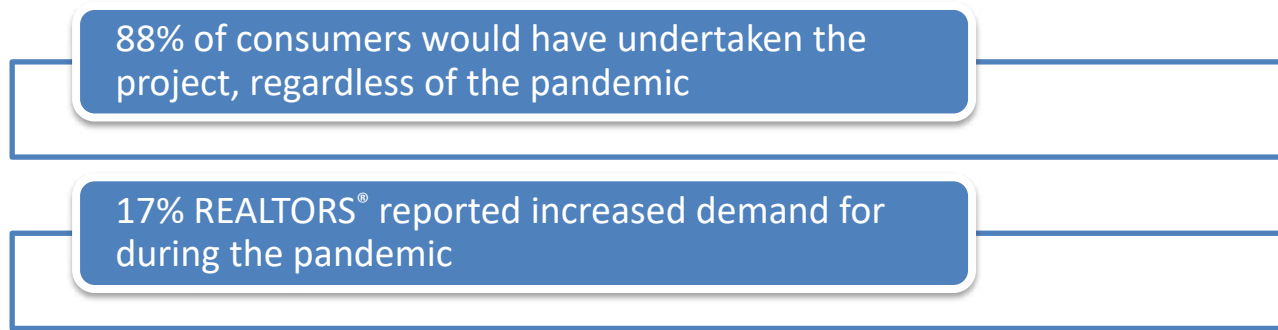 88% of consumers would have undertaken the
project, regardless of the pandemic
17% REALTORS® reported increased demand for
during the pandemic